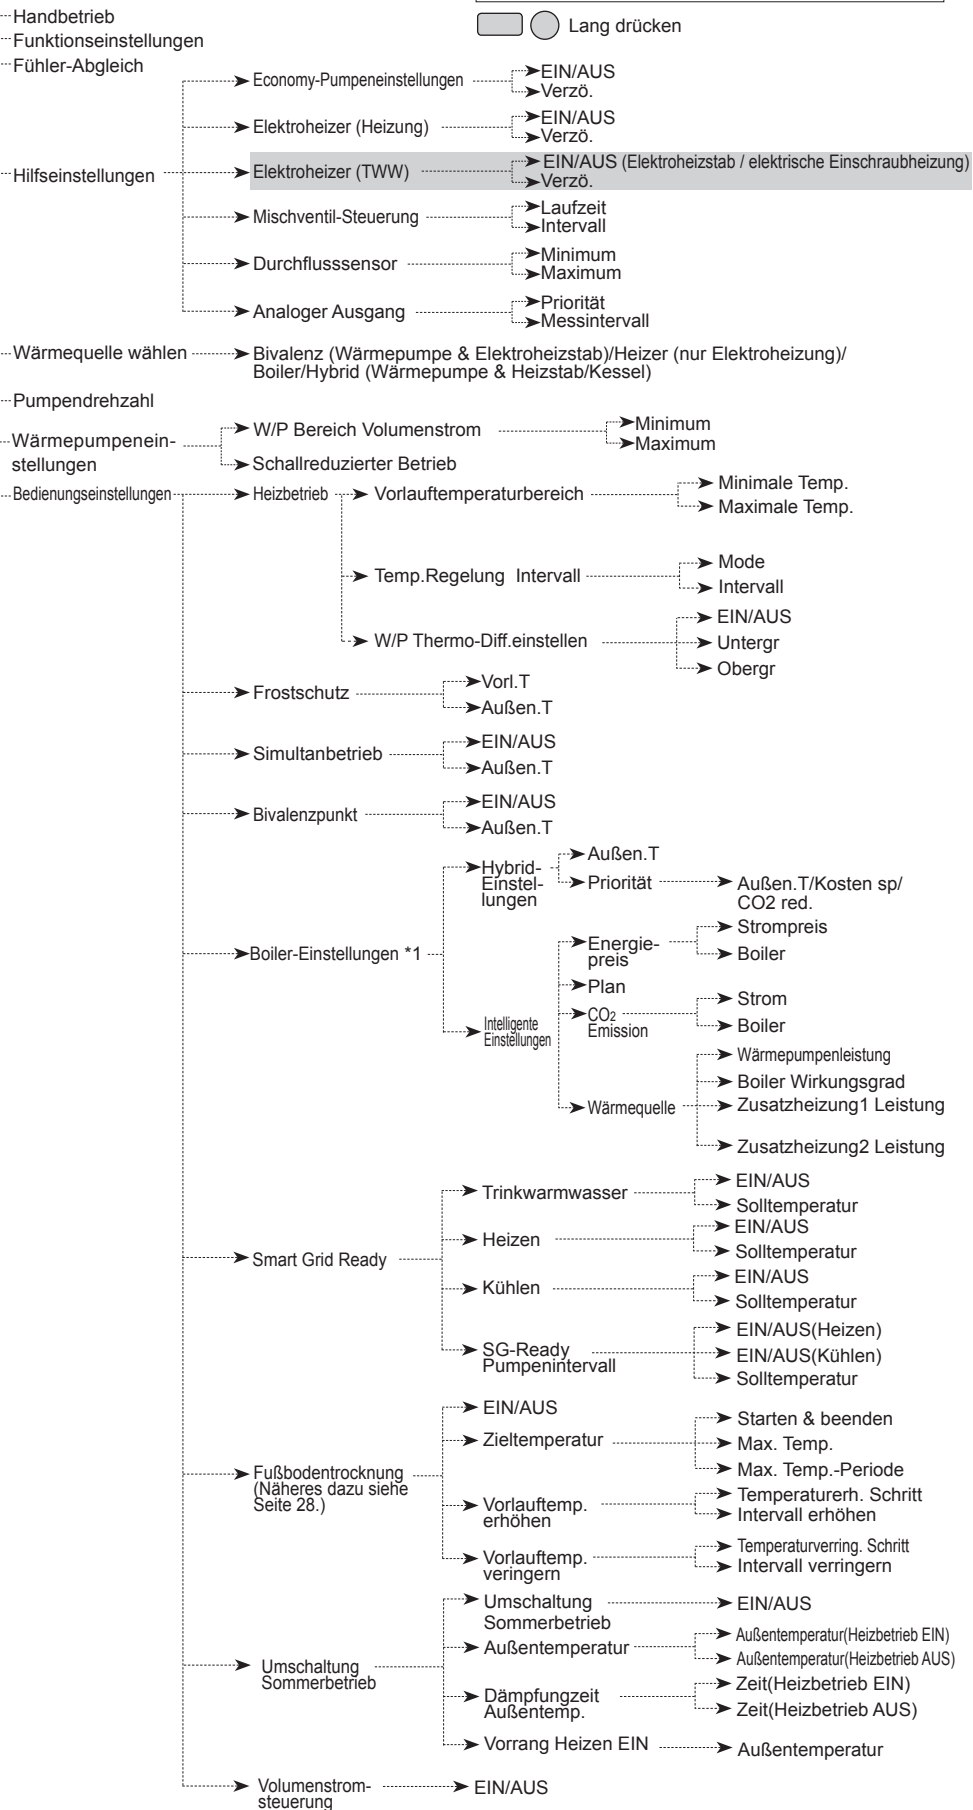 Handbetrieb
Lang drücken
Funktionseinstellungen
Fühler-Abgleich
Hilfseinstellungen
Economy-Pumpeneinstellungen
EIN/AUS
Verzö.
Elektroheizer (Heizung)
EIN/AUS
Verzö.
Elektroheizer (TWW)
EIN/AUS (Elektroheizstab / elektrische Einschraubheizung)
Verzö.
Mischventil-Steuerung
Laufzeit
Intervall
Durchflusssensor
Minimum
Maximum
Analoger Ausgang
Priorität
Messintervall
Wärmequelle wählen
Bivalenz (Wärmepumpe & Elektroheizstab)/Heizer (nur Elektroheizung)/
Boiler/Hybrid (Wärmepumpe & Heizstab/Kessel)
Pumpendrehzahl
Wärmepumpenein-
stellungen
W/P Bereich Volumenstrom
Minimum
Maximum
Schallreduzierter Betrieb
Bedienungseinstellungen
Heizbetrieb
Vorlauftemperaturbereich
Minimale Temp.
Maximale Temp.
Temp.Regelung Intervall
Mode
Intervall
W/P Thermo-Diff.einstellen
EIN/AUS
Untergr
Obergr
Frostschutz
Vorl.T
Außen.T
Simultanbetrieb
EIN/AUS
Außen.T
Bivalenzpunkt
EIN/AUS
Außen.T
Boiler-Einstellungen *1
Hybrid-
Einstel-
lungen
Außen.T
Priorität
Außen.T/Kosten sp/
CO2 red.
Intelligente
Einstellungen
Energie-
preis
Strompreis
Boiler
Plan
CO2
Emission
Strom
Boiler
Wärmequelle
Wärmepumpenleistung
Boiler Wirkungsgrad
Zusatzheizung1 Leistung
Zusatzheizung2 Leistung
Smart Grid Ready
Trinkwarmwasser
EIN/AUS
Solltemperatur
Heizen
EIN/AUS
Solltemperatur
Kühlen
EIN/AUS
Solltemperatur
SG-Ready
Pumpenintervall
EIN/AUS(Heizen)
EIN/AUS(Kühlen)
Solltemperatur
Fußbodentrocknung
(Näheres dazu siehe
Seite 28.)
EIN/AUS
Zieltemperatur
Starten & beenden
Max. Temp.
Max. Temp.-Periode
Vorlauftemp.
erhöhen
Temperaturerh. Schritt
Intervall erhöhen
Vorlauftemp.
veringern
Temperaturverring. Schritt
Intervall verringern
Umschaltung
Sommerbetrieb
Umschaltung
Sommerbetrieb
EIN/AUS
Außentemperatur
Außentemperatur(Heizbetrieb EIN)
Außentemperatur(Heizbetrieb AUS)
Dämpfungzeit
Außentemp.
Zeit(Heizbetrieb EIN)
Zeit(Heizbetrieb AUS)
Vorrang Heizen EIN
Außentemperatur
Volumenstrom-
steuerung
EIN/AUS